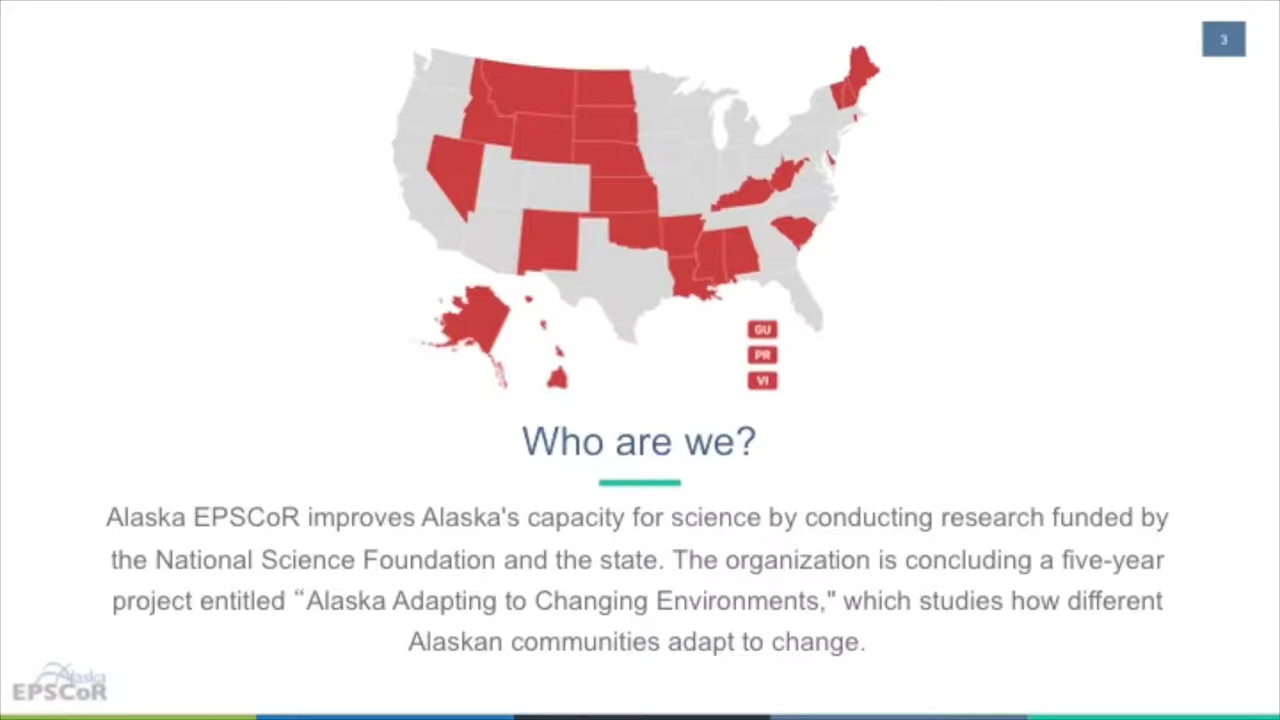 3
GU
PR
VI
Who are we?
Alaska EPSCoR improves Alaska's capacity for science by conducting research funded by
the National Science Foundation and the state. The organization is concluding a five-year
project entitled “Alaska Adapting to Changing Environments," which studies how different
Alaskan communities adapt to change.
Alaska
EPSCoR